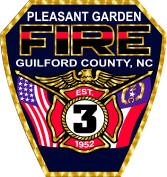 PLEASANT GARDEN
FIRE
GUILFORD COUNTY, NC
EST.
3
1952